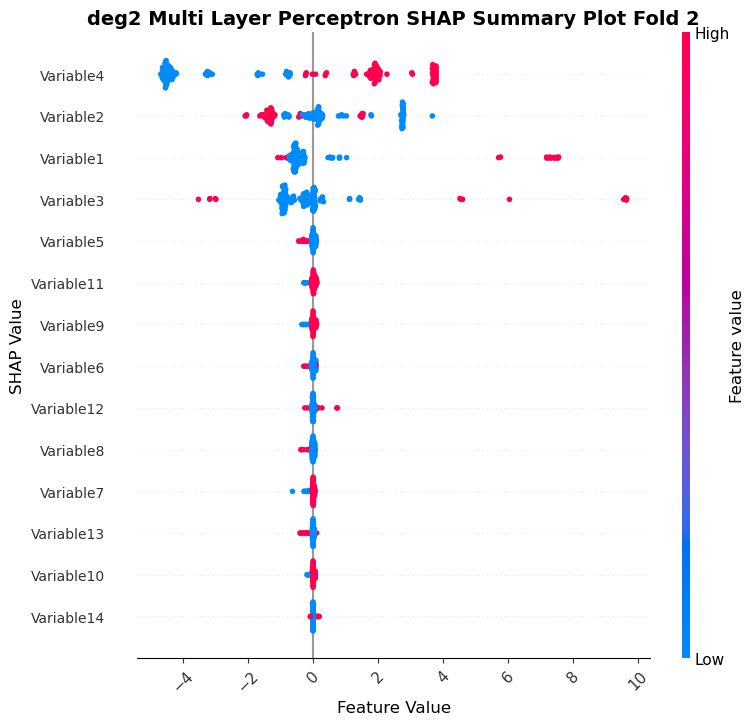 deg2 Multi Layer Perceptron SHAP Summary Plot Fold 2
High
Variable4
Variable2
Variable1
Variable3
Variable5
Variable11
Variable9
Variable6
Variable12
Variable8
Variable7
Variable13
Variable10
Variable14
SHAP Value
Feature value
Low
−4
−2
0
2
4
6
8
10
Feature Value